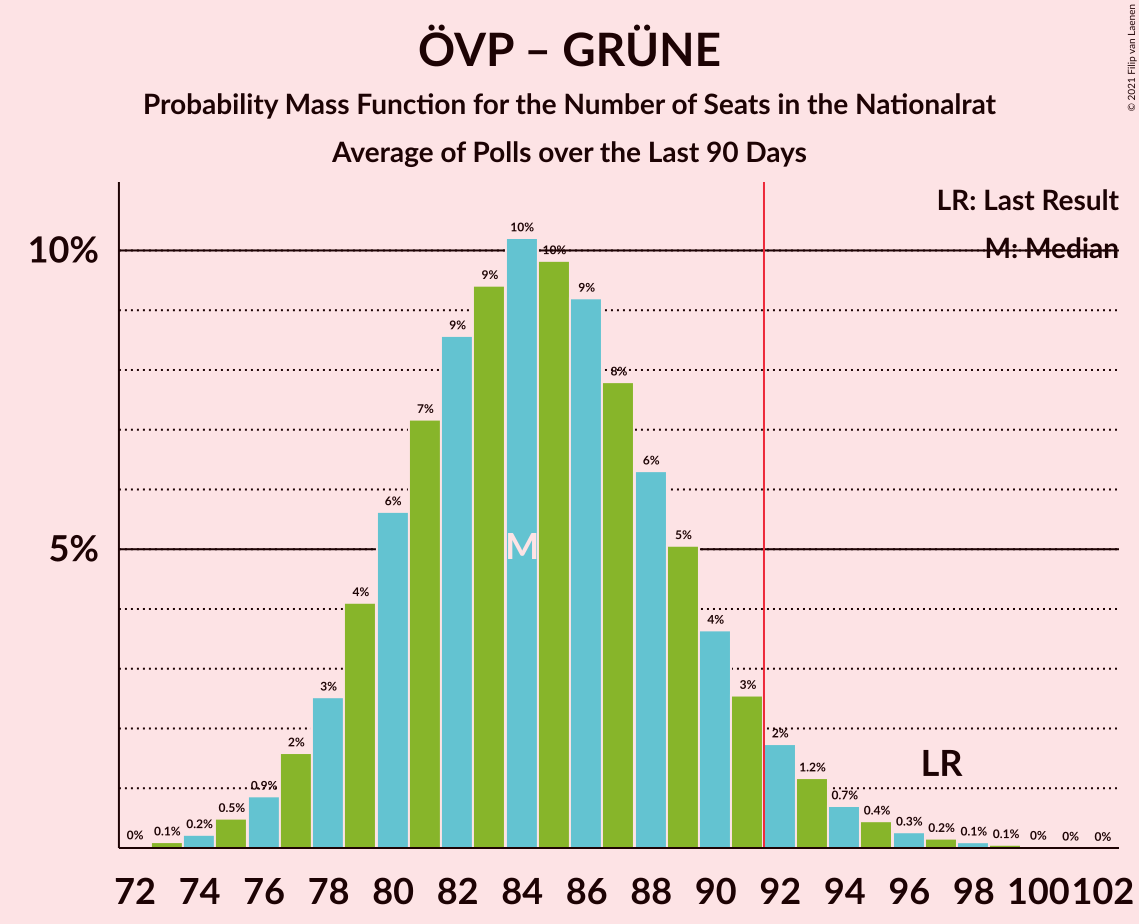 © 2021 Filip van Laenen
ÖVP – GRÜNE
Probability Mass Function for the Number of Seats in the Nationalrat
Average of Polls over the Last 90 Days
LR: Last Result
M: Median
10%
5%
0% 0.1% 0.2% 0.5% 0.9% 2% 3% 4% 6% 7% 9% 9% 10% 10% 9% 8% 6% 5% 4% 3% 2% 1.2% 0.7% 0.4% 0.3% 0.2% 0.1% 0.1% 0% 0% 0%
M
LR
72 74 76 78 80 82 84 86 88 90 92 94 96 98 100 102